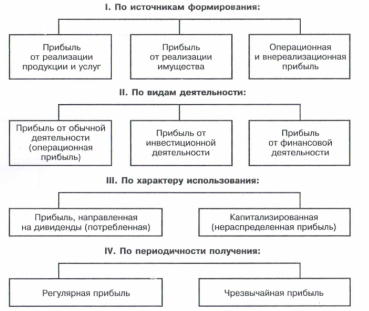 I. По источникам формирования:
Прибыль
от реализации
продукции и услуг
Прибыль
от реализации
имущества
Операционная
и внереализационная
прибыль
II. По видам деятельности:
Прибыль от обычной
деятельности
(операционная
прибыль)
Прибыль от
инвестиционной
деятельности
Прибыль
от финансовой
деятельности
III. По характеру использования:
Прибыль, направленная
на дивиденды (потребленная)
Капитализированная
(нераспределенная прибыль)
IV. По периодичности получения:
Регулярная прибыль
Чрезвычайная прибыль